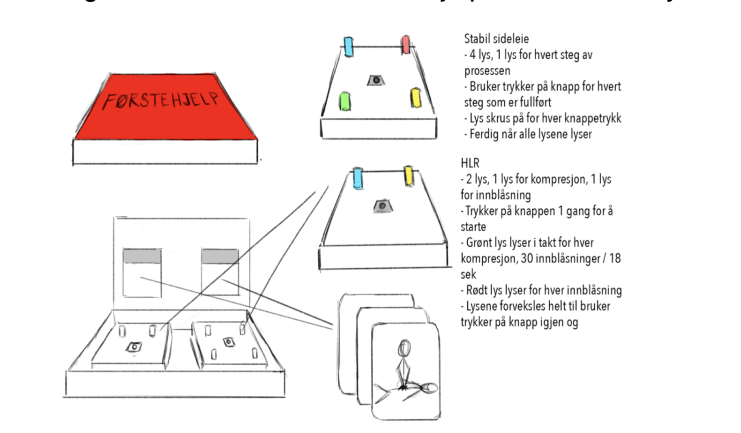 FØRSTEHJELP
Stabil sideleie
- 4 lys, 1 lys for hvert steg av
prosessen
- Bruker trykker på knapp for hvert
steg som er fullført
- Lys skrus på for hver knappetrykk
- Ferdig når alle lysene lyser
HLR
- 2 lys, 1 lys for kompresjon, 1 lys
for innblåsning
- Trykker på knappen 1 gang for å
starte
- Grønt lys lyser i takt for hver
kompresjon, 30 innblåsninger / 18
sek
- Rødt lys lyser for hver innblåsning
- Lysene forveksles helt til bruker
trykker på knapp igjen og